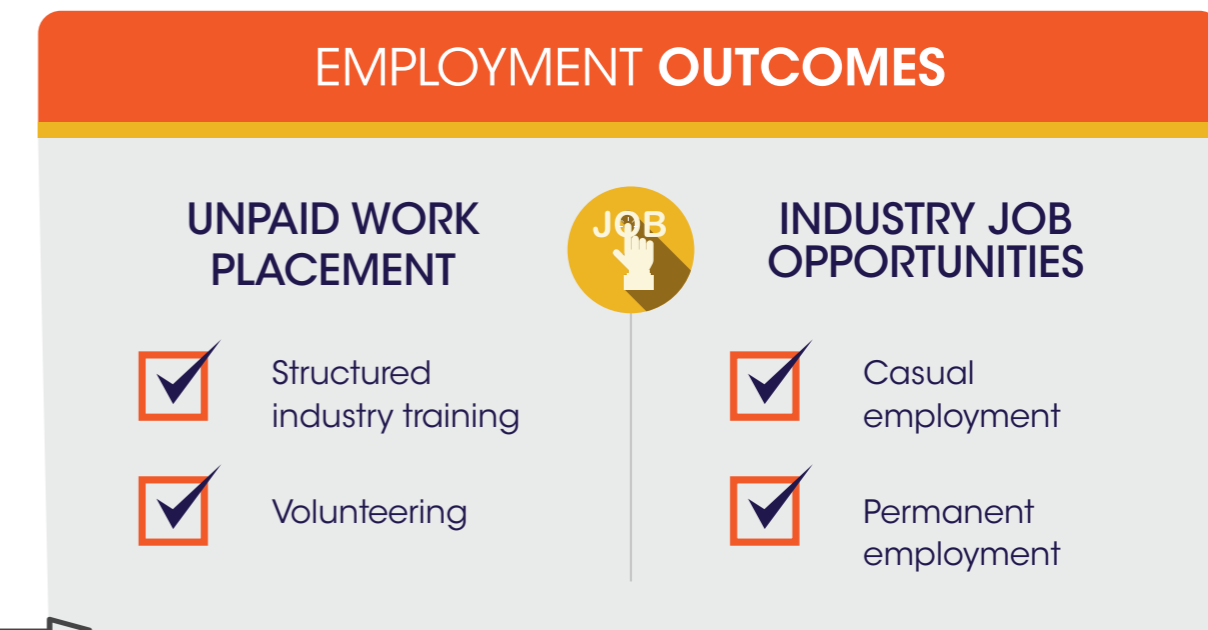 EMPLOYMENT OUTCOMES
UNPAID WORK
PLACEMENT
Structured
industry training
Volunteering
JOB
INDUSTRY JOB
OPPORTUNITIES
Casual
employment
Permanent
employment